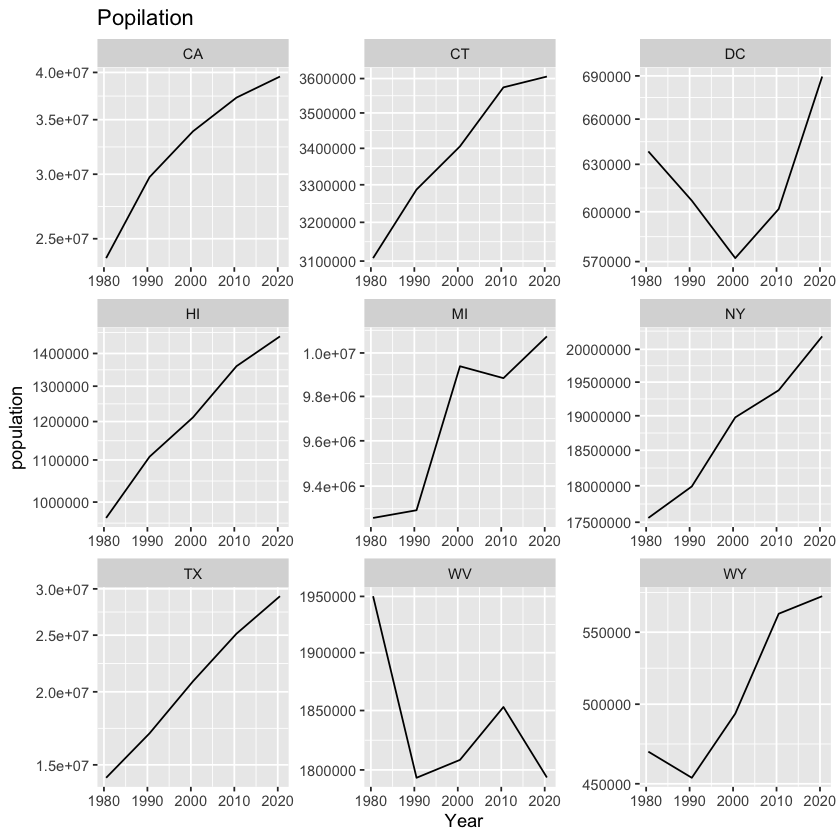 Popilation
CA CT DC
4.0e+07 3600000 690000
3.5e+07 3500000 660000
3.0e+07 3400000 630000
2.5e+07 3300000 600000
3200000 570000
3100000
1980 1990 2000 2010 2020 1980 1990 2000 2010 2020 1980 1990 2000 2010 2020
HI MI NY
1400000 1.0e+07 20000000
1300000 9.8e+06 19500000
1200000 9.6e+06 19000000
1100000 9.4e+06 18500000
1000000 18000000
17500000
population
1980 1990 2000 2010 2020 1980 1990 2000 2010 2020 1980 1990 2000 2010 2020
TX WV WY
3.0e+07 1950000 550000
2.5e+07 1900000 500000
2.0e+07 1850000 450000
1.5e+07 1800000
1980 1990 2000 2010 2020 1980 1990 2000 2010 2020 1980 1990 2000 2010 2020
Year